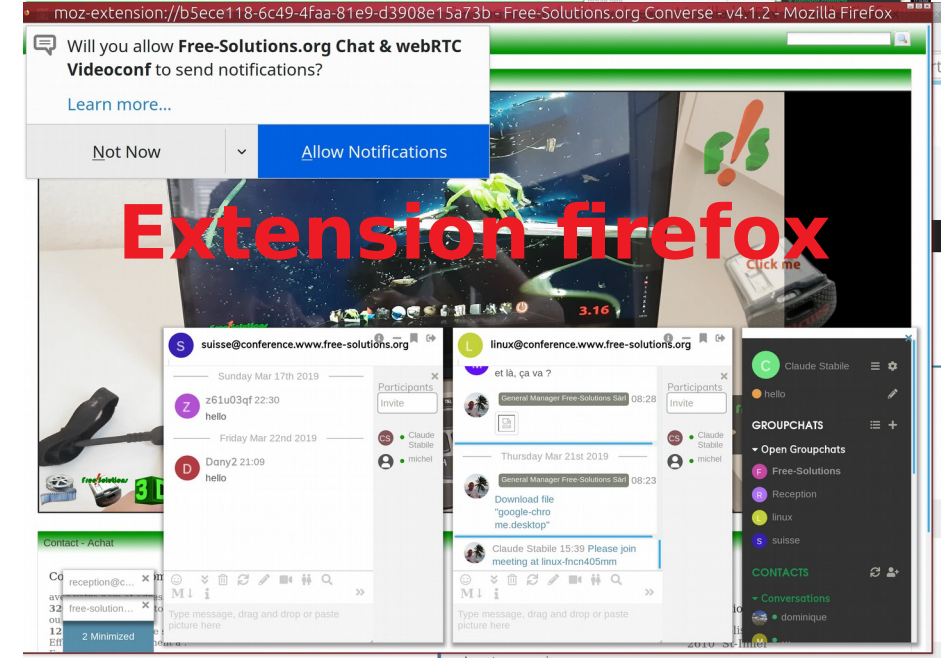 moz-extension://b5ece118-6c49-4faa-81e9-d3908e15a73b - Free-Solutions.org Converse - v4.1.2 - Mozilla Firefox
Will you allow Free-Solutions.org Chat & webRTC
Videoconf to send notifications?
Learn more...
Not Now
Allow Notifications
f/s
Extension firefox
Click me
3.16
free solutions
3D
suisse@conference.www.free-solutions.org
Sunday Mar 17th 2019
z61u03qf 22:30
hello
Friday Mar 22nd 2019
Dany2 21:09
hello
Participants
Invite
CS
Claude
Stabile
michel
M↓
Type message, drag and drop or paste
picture here
linux@conference.www.free-solutions.org
et là, ça va ?
General Manager Free-Solutions Sàrl 08:28
Thursday Mar 21st 2019
General Manager Free-Solutions Sàrl 08:23
Download file
"google-chro
me.desktop"
Claude Stabile 15:39 Please join
meeting at linux-fncn405mm
Participants
Invite
CS
Claude
Stabile
michel
M↓
Type message, drag and drop or paste
picture here
C
Claude Stabile
hello
GROUPCHATS
Open Groupchats
F Free-Solutions
R Reception
L linux
S suisse
CONTACTS
Conversations
dominique
Contact - Achat
reception@c...
free-solution...
2 Minimized
2610 St-Imier